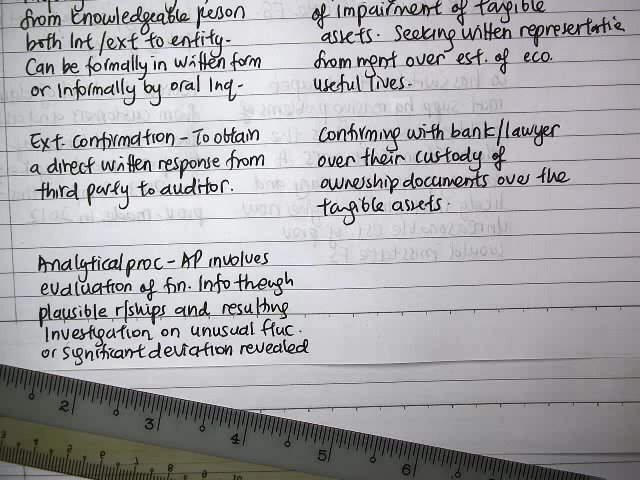 from knowledgeable person
both Int/ext to entity.
Can be formally in written form
or informally by oral Inq.
Ext. confirmation - To obtain
a direct written response from
third party to auditor.
Analytical proc - AP involves
evaluation of fin. Info though
plausible r/ships and resulting
Investigation on unusual fluc.
or significant deviation revealed
of impairment of tagible
assets. Seeking written representatio
from mgnt over est. of eco.
useful lives.
Confirming with bank/lawyer
over their custody of
ownership documents over the
tagible assets.
2
3
4
5
6